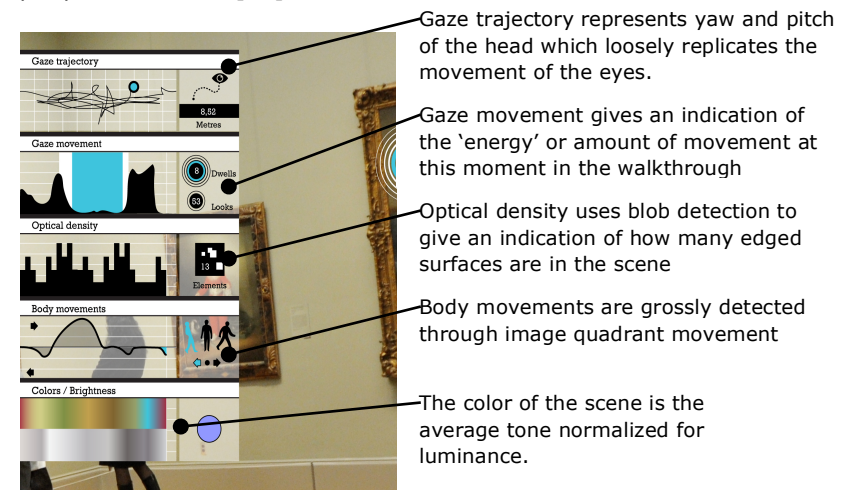 Gaze trajectory represents yaw and pitch
of the head which loosely replicates the
movement of the eyes.
Gaze trajectory
8,52
Metres
Gaze movement gives an indication of
the ‘energy’ or amount of movement at
this moment in the walkthrough
Gaze movement
8
Dwells
53
Looks
Optical density uses blob detection to
give an indication of how many edged
surfaces are in the scene
Optical density
13
Elements
Body movements are grossly detected
through image quadrant movement
Body movements
The color of the scene is the
average tone normalized for
luminance.
Colors / Brightness